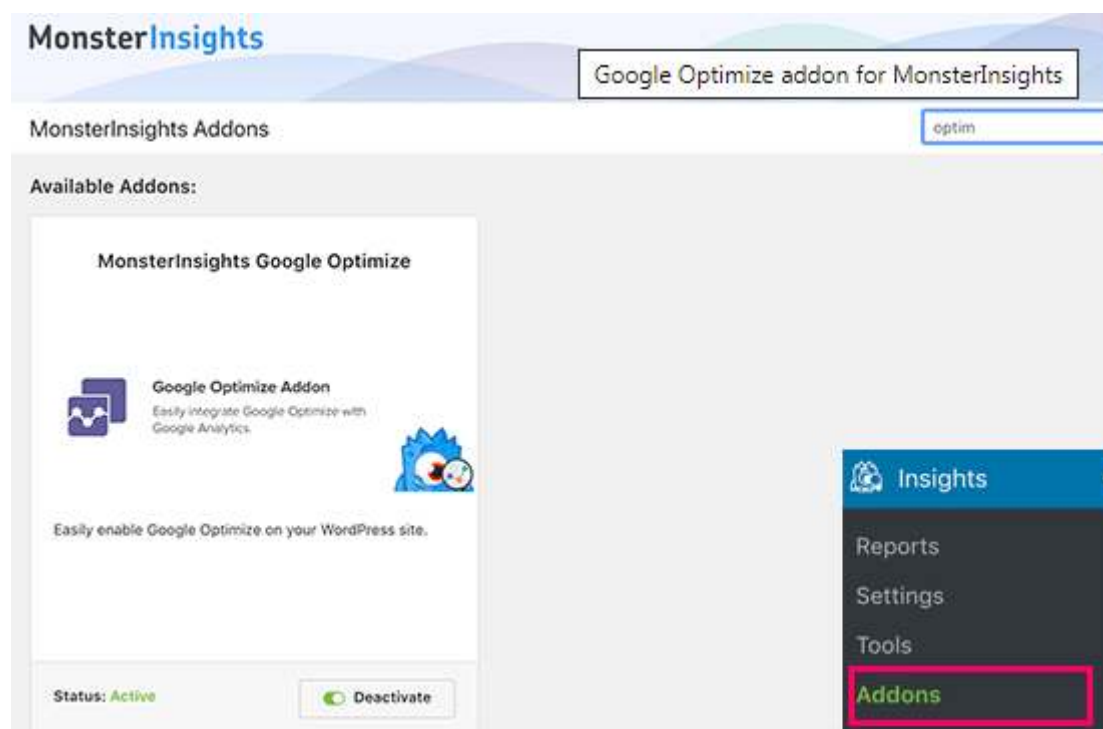 MonsterInsights
Google Optimize addon for MonsterInsights
MonsterInsights Addons
optim
Available Addons:
MonsterInsights Google Optimize
Google Optimize Addon
Easily integrate Google Optimize with
Google Analytics.
Easily enable Google Optimize on your WordPress site.
Status: Active
Deactivate
Insights
Reports
Settings
Tools
Addons